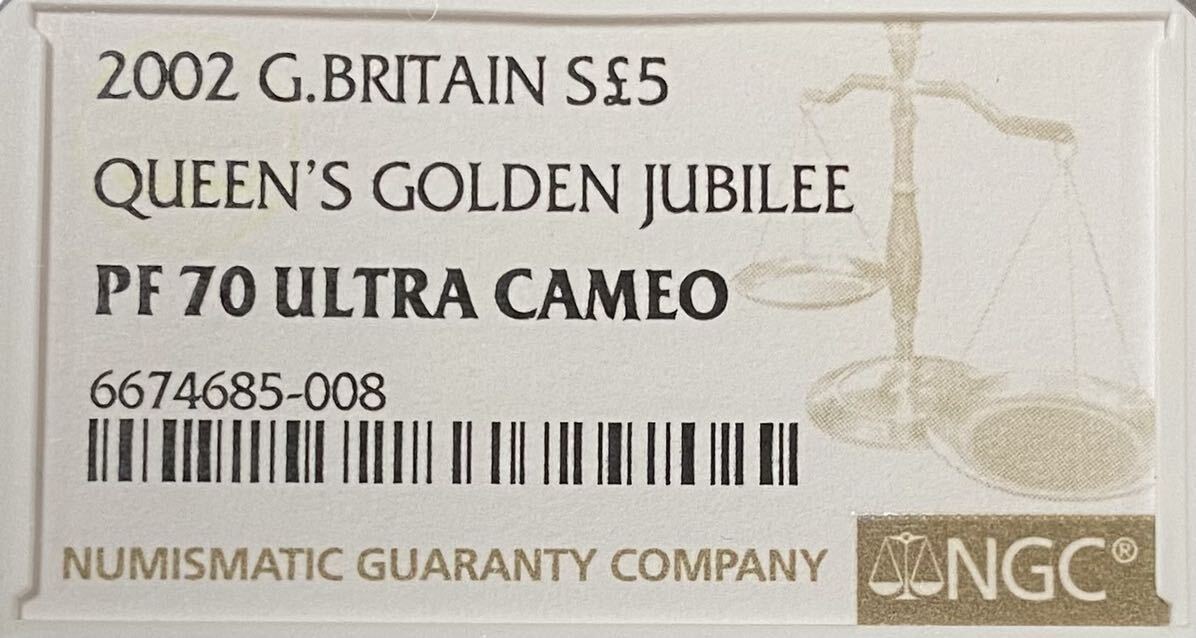 2002 G.BRITAIN S£5
QUEEN'S GOLDEN JUBILEE
PF 70 ULTRA CAMEO
6674685-008
NUMISMATIC GUARANTY COMPANY
NGC®